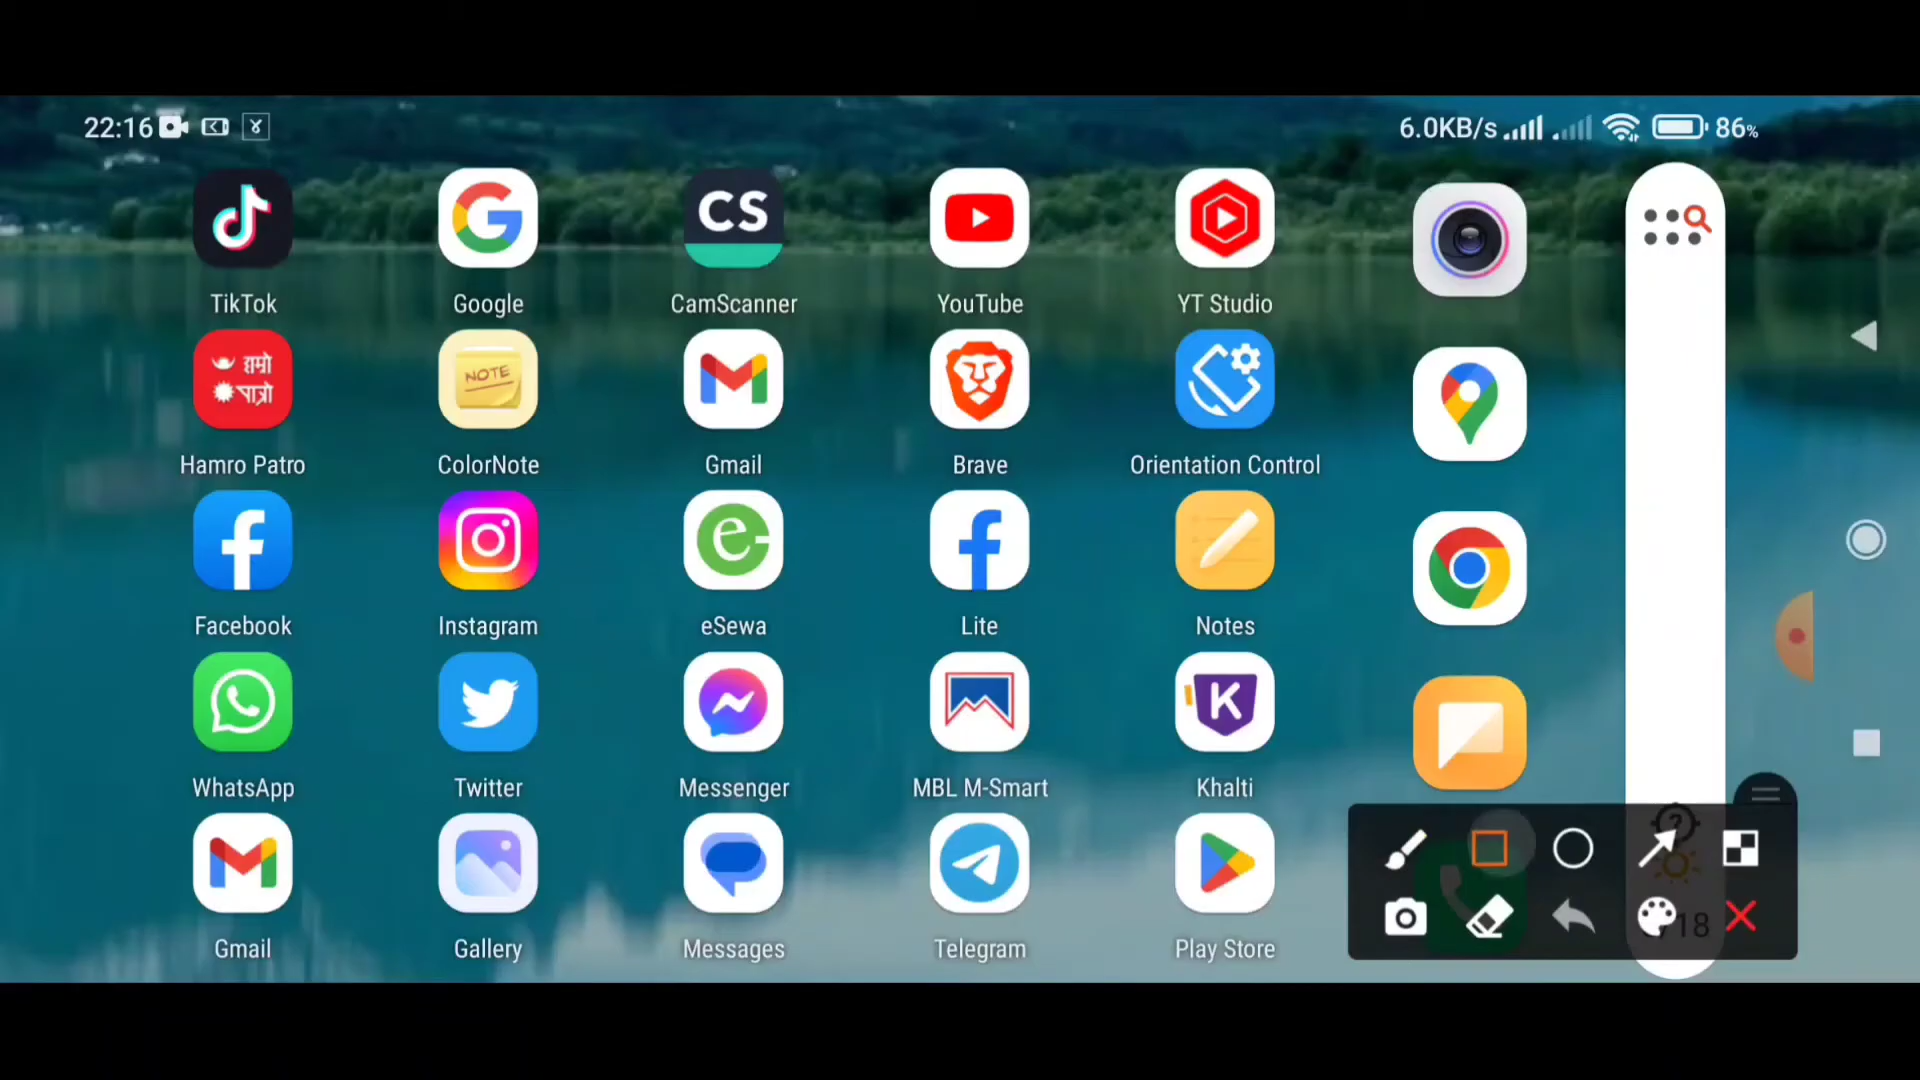 22:16 6.0KB/s 86%
CS
TikTok Google CamScanner YouTube YT Studio
हाम्रो
पात्रो
NOTE
Hamro Patro ColorNote Gmail Brave Orientation Control
Facebook Instagram eSewa Lite Notes
K
WhatsApp Twitter Messenger MBL M-Smart Khalti
Gmail Gallery Messages Telegram Play Store
18